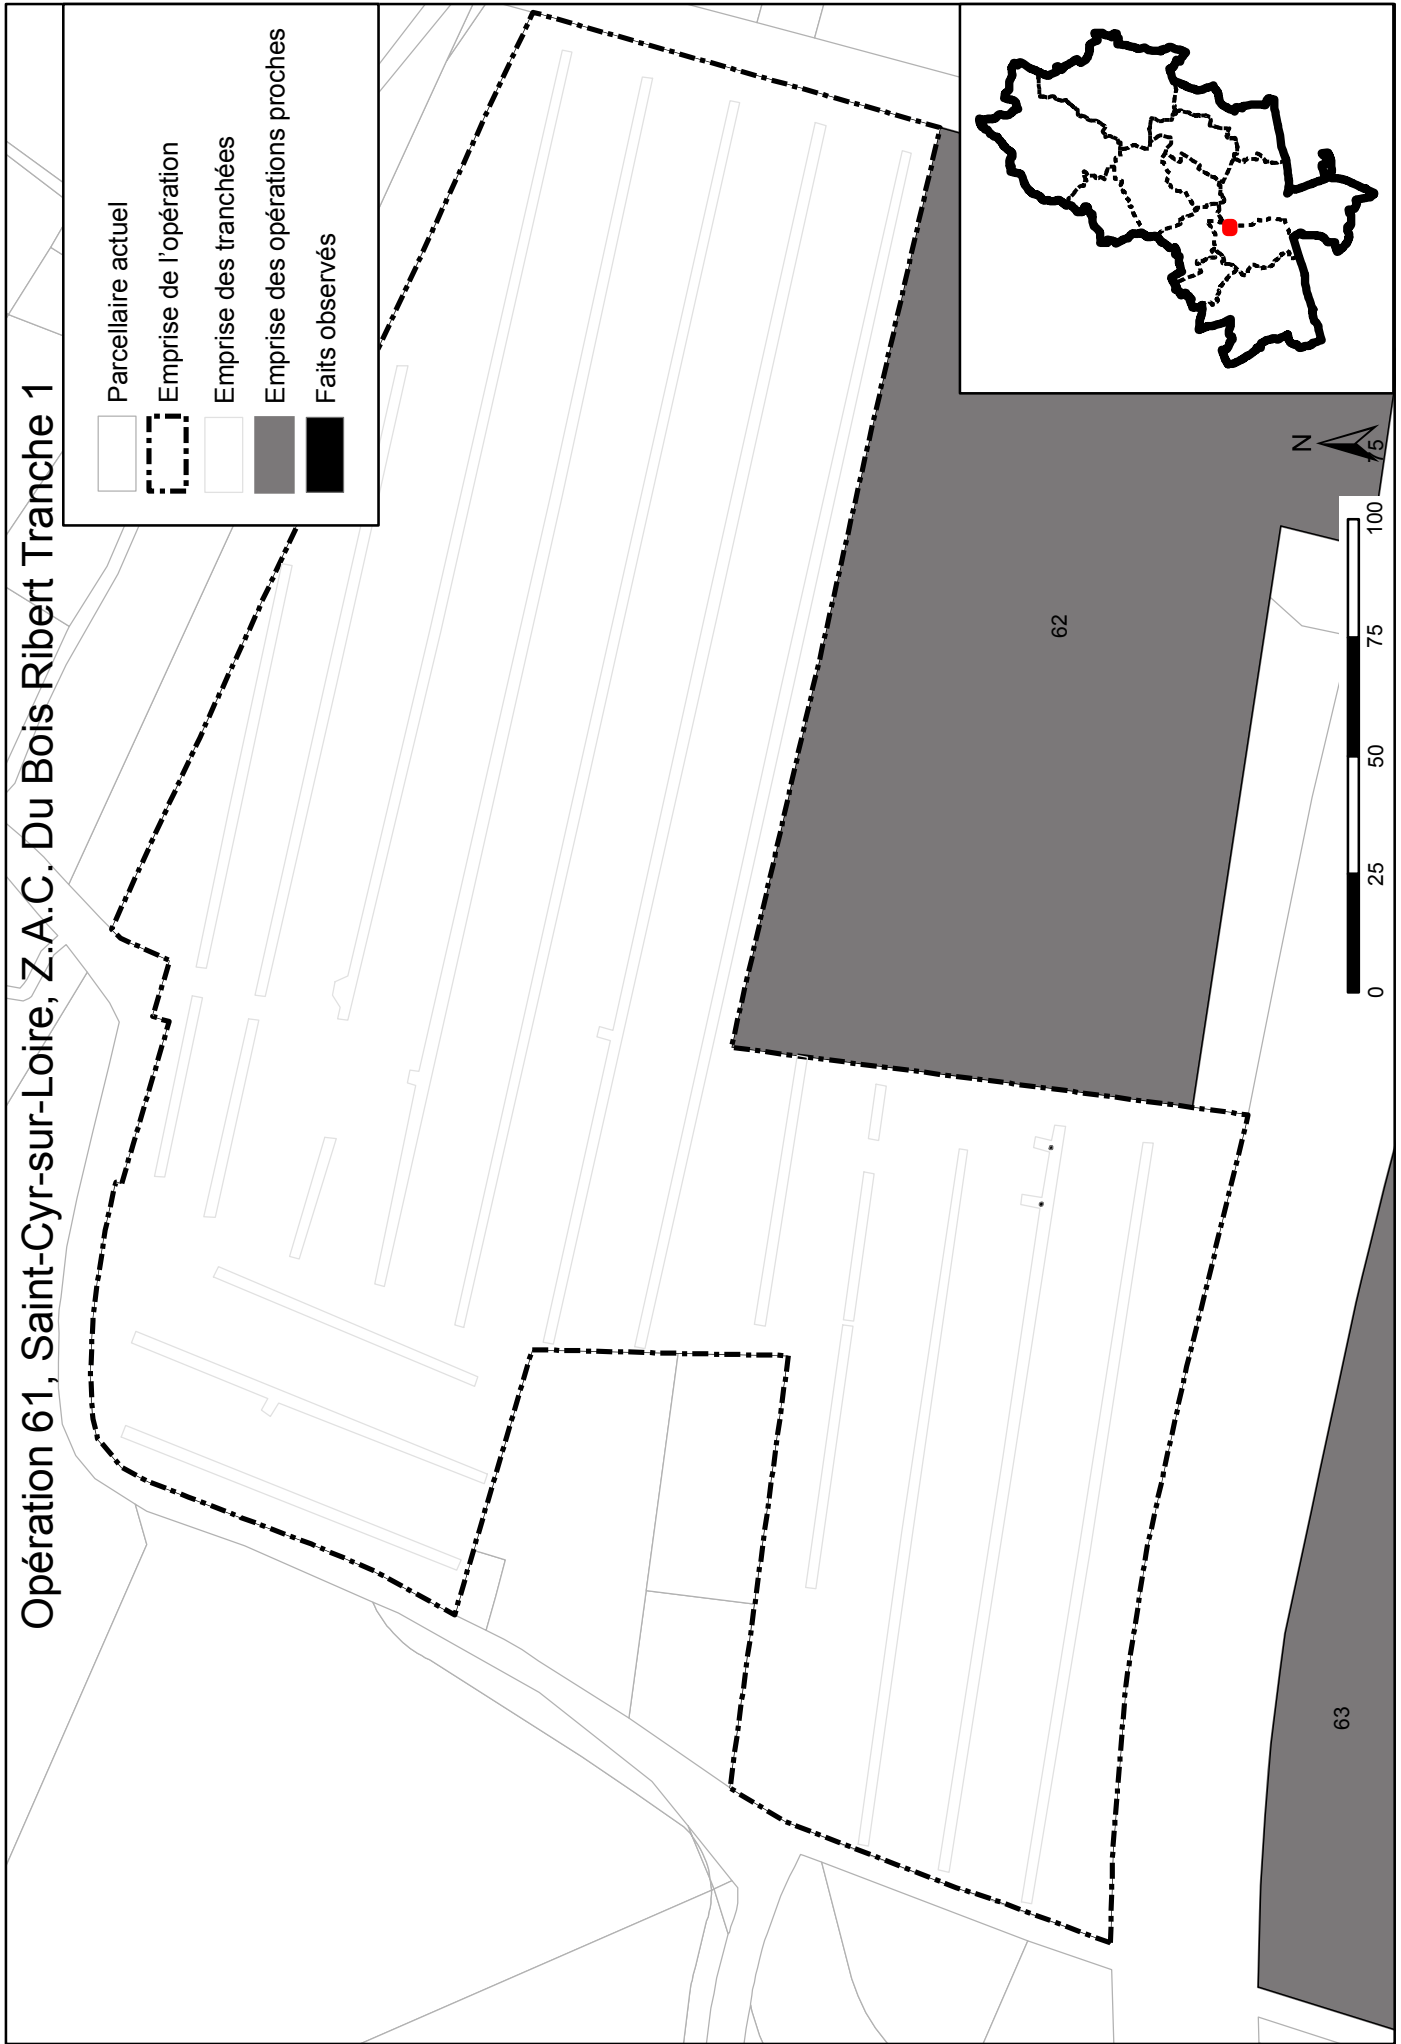 Opération 61, Saint-Cyr-sur-Loire, Z.A.C. Du Bois Ribert Tranche 1
Parcellaire actuel
Emprise de l'opération
Emprise des tranchées
Emprise des opérations proches
Faits observés
62
63
N
0 25 50 75 100